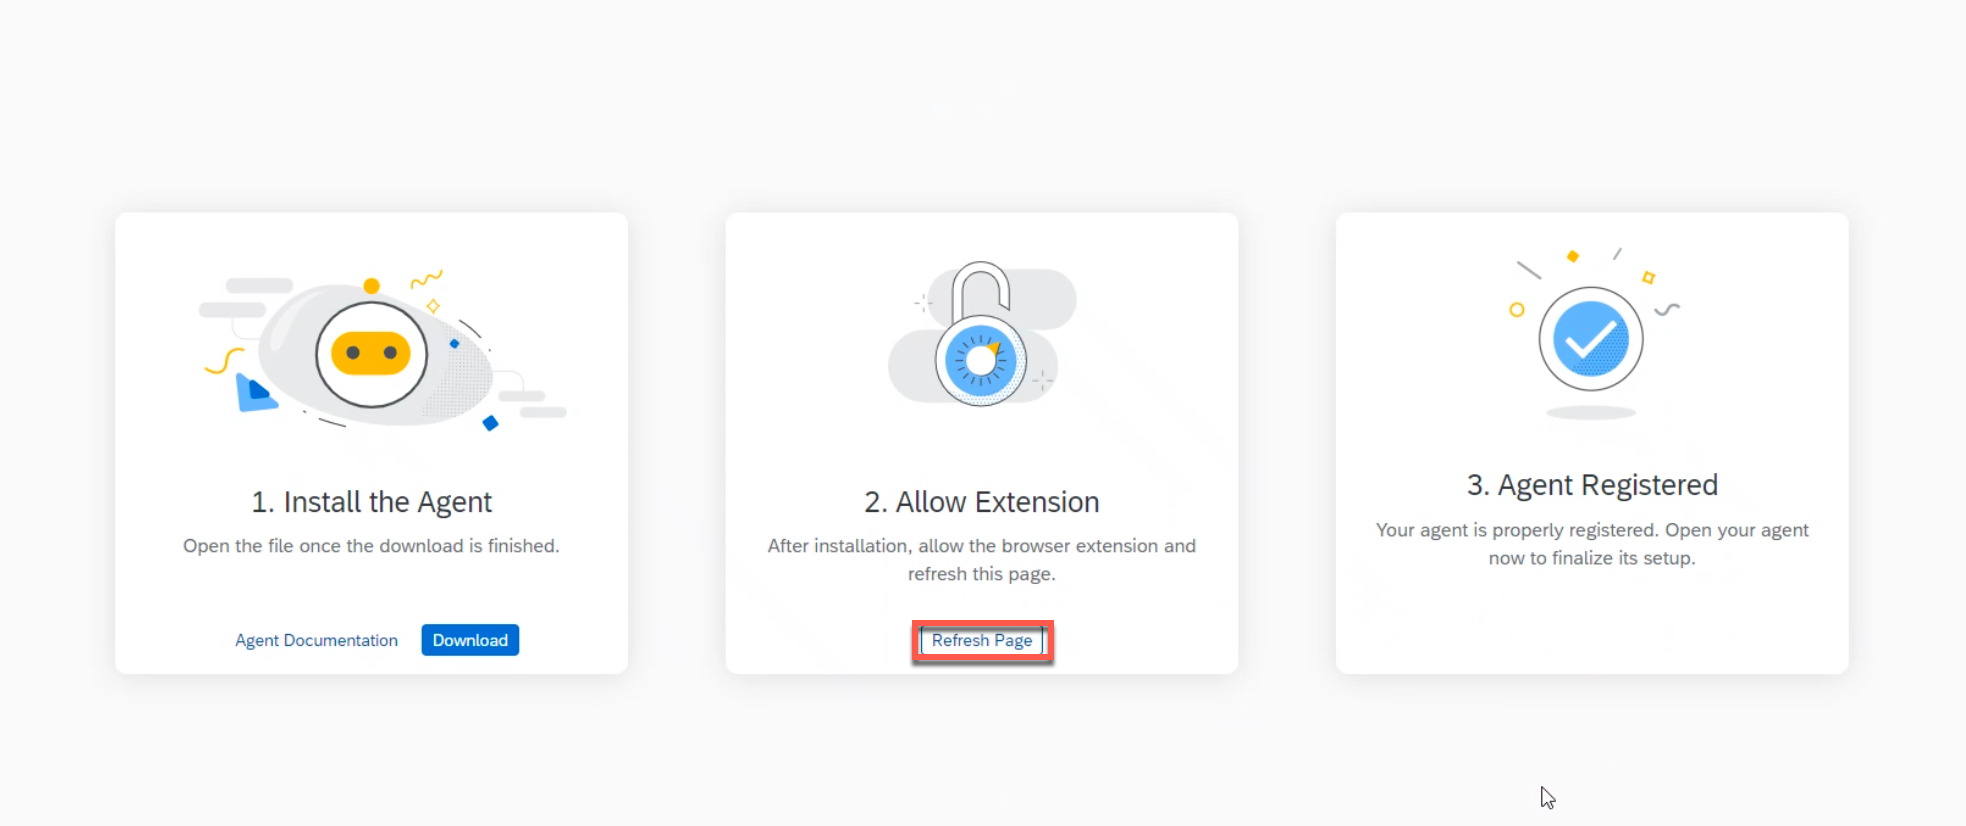 1. Install the Agent
Open the file once the download is finished.
Agent Documentation
Download
2. Allow Extension
After installation, allow the browser extension and
refresh this page.
Refresh Page
3. Agent Registered
Your agent is properly registered. Open your agent
now to finalize its setup.